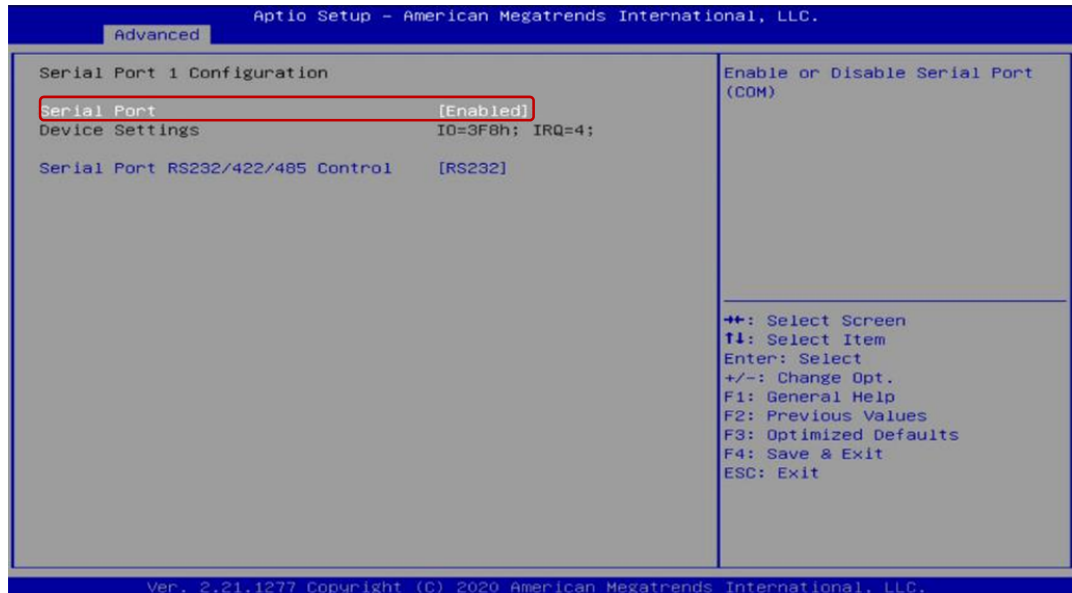 Aptio Setup – American Megatrends International, LLC.
Advanced
Serial Port 1 Configuration
Serial Port [Enabled]
Device Settings IO=3F8h; IRQ=4;
Serial Port RS232/422/485 Control [RS232]
Enable or Disable Serial Port
(COM)
→←: Select Screen
↑↓: Select Item
Enter: Select
+/-: Change Opt.
F1: General Help
F2: Previous Values
F3: Optimized Defaults
F4: Save & Exit
ESC: Exit
Ver. 2.21.1277 Copyright (C) 2020 American Megatrends International, LLC.